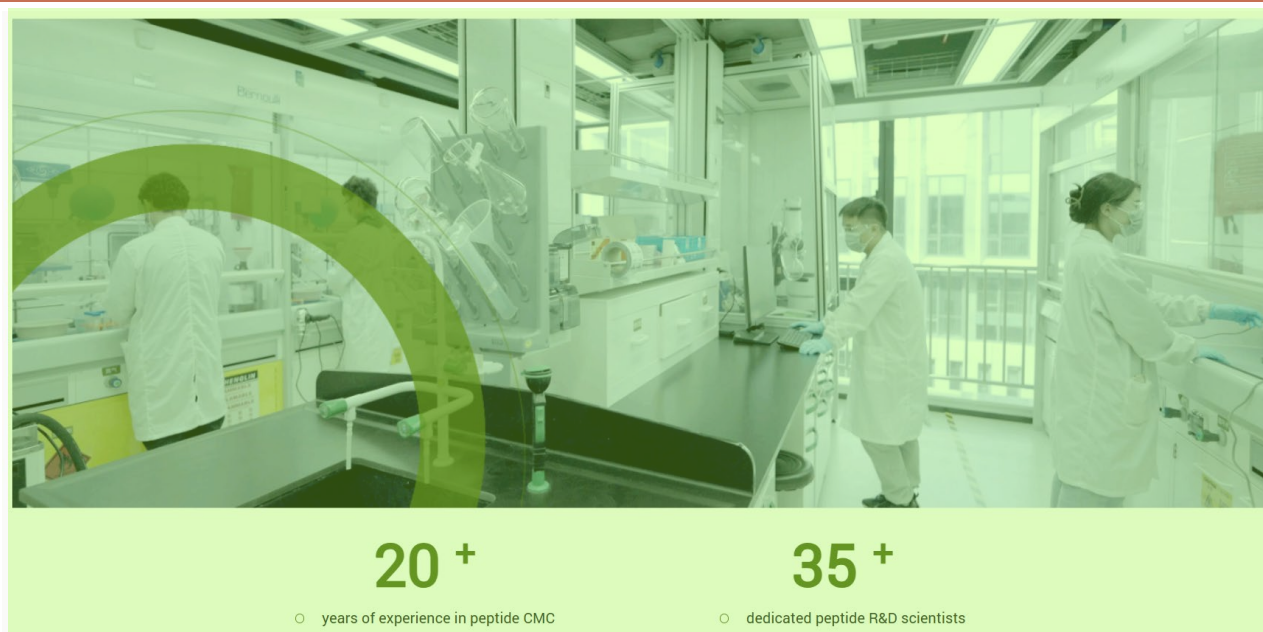 20 +
35 +
years of experience in peptide CMC
dedicated peptide R&D scientists